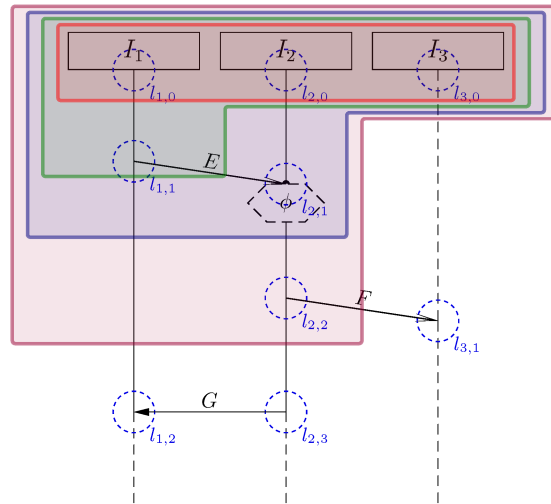 I₁ I₂ I₃
l₁,₀ l₂,₀ l₃,₀
E
l₁,₁ l₂,₁
ϕ
F
l₂,₂ l₃,₁
G
l₁,₂ l₂,₃